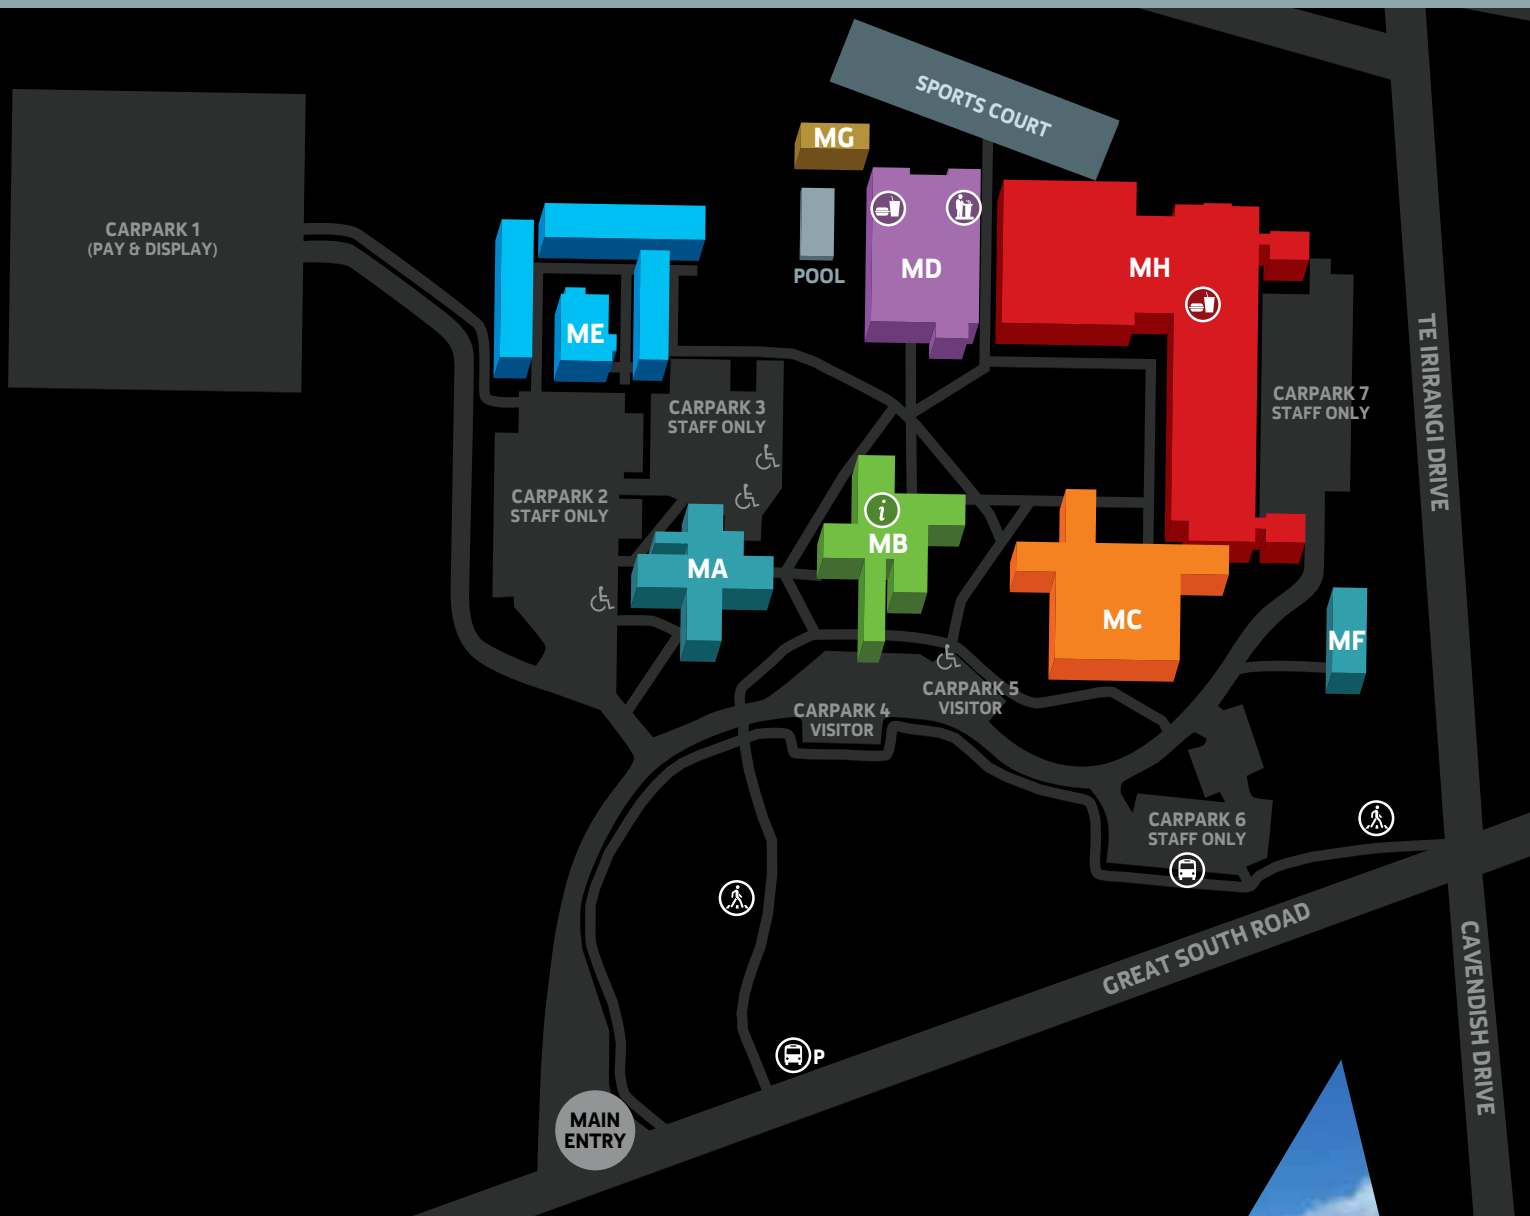 SPORTS COURT
MG
CARPARK 1
(PAY & DISPLAY)
MD
MH
POOL
ME
TE IRIRANGI DRIVE
CARPARK 3
STAFF ONLY
CARPARK 7
STAFF ONLY
CARPARK 2
STAFF ONLY
i
MB
MA
MC
MF
CARPARK 5
VISITOR
CARPARK 4
VISITOR
CARPARK 6
STAFF ONLY
GREAT SOUTH ROAD
CAVENDISH DRIVE
P
MAIN
ENTRY